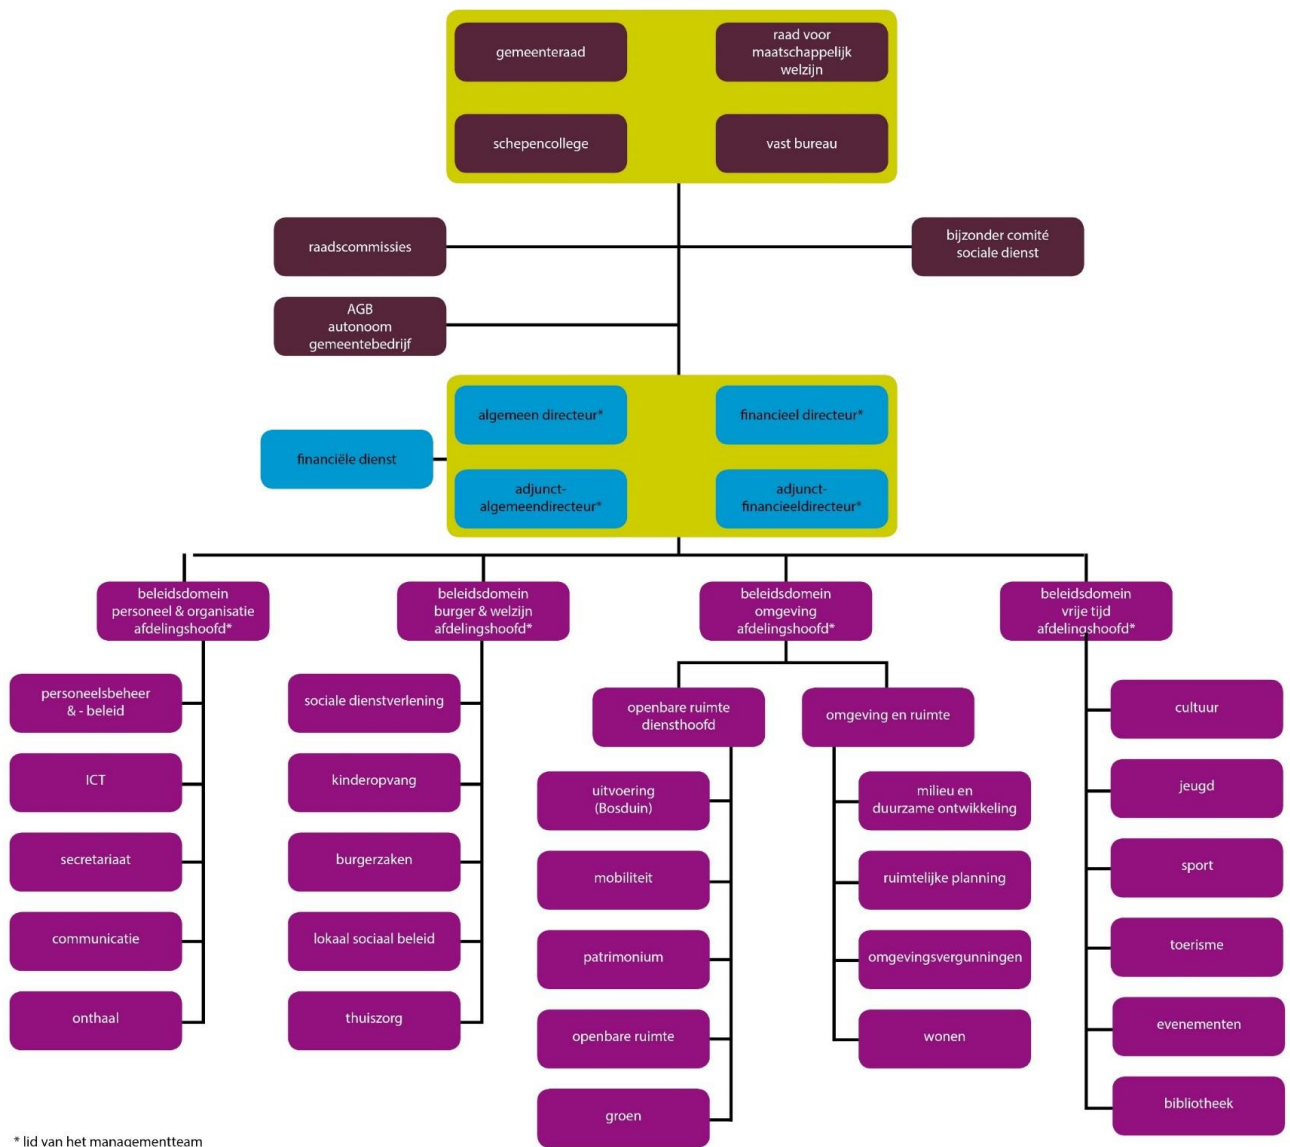 gemeenteraad
raad voor
maatschappelijk
welzijn
schepencollege
vast bureau
raadscommissies
bijzonder comité
sociale dienst
AGB
autonoom
gemeentebedrijf
algemeen directeur*
financieel directeur*
financiële dienst
adjunct-
algemeendirecteur*
adjunct-
financieeldirecteur*
beleidsdomein
personeel & organisatie
afdelingshoofd*
beleidsdomein
burger & welzijn
afdelingshoofd*
beleidsdomein
omgeving
afdelingshoofd*
beleidsdomein
vrije tijd
afdelingshoofd*
personeelsbeheer
& - beleid
ICT
secretariaat
communicatie
onthaal
sociale dienstverlening
kinderopvang
burgerzaken
lokaal sociaal beleid
thuiszorg
openbare ruimte
diensthoofd
uitvoering
(Bosduin)
mobiliteit
patrimonium
openbare ruimte
groen
omgeving en ruimte
milieu en
duurzame ontwikkeling
ruimtelijke planning
omgevingsvergunningen
wonen
cultuur
jeugd
sport
toerisme
evenementen
bibliotheek
* lid van het managementteam